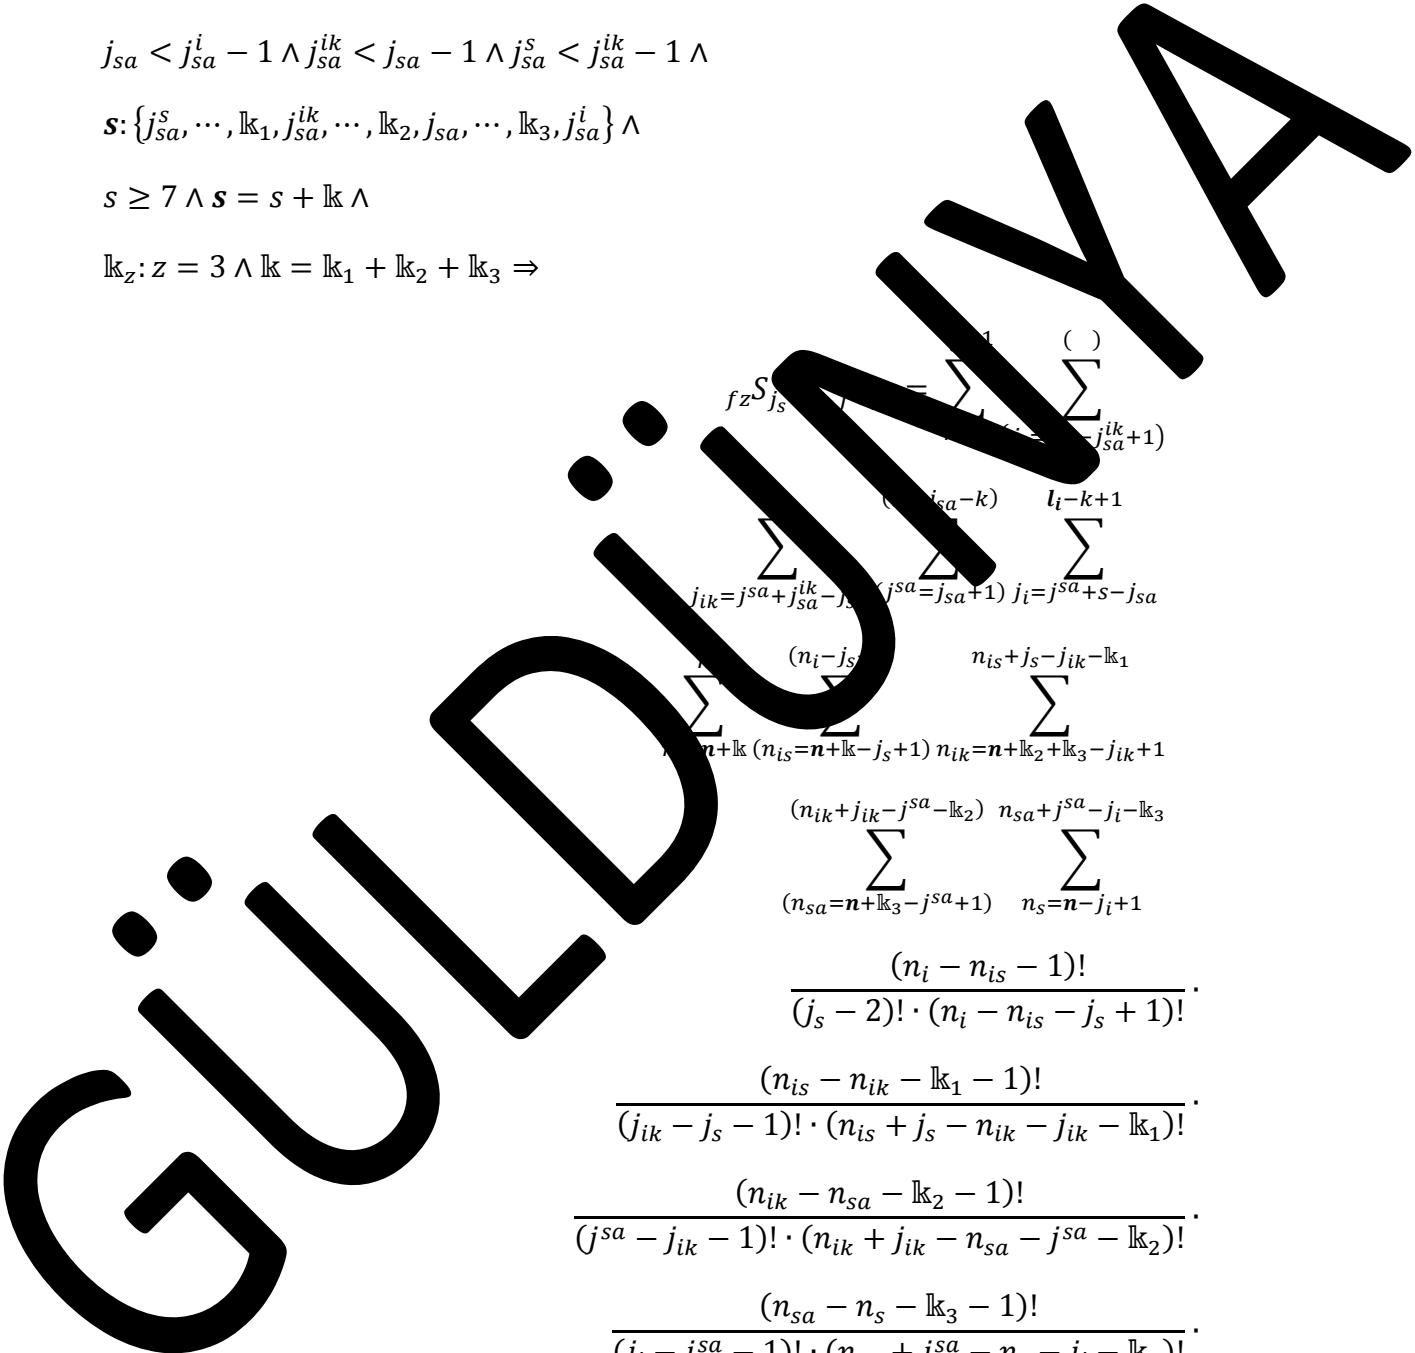 j_{sa} < j_{sa}^{i} − 1 ∧ j_{sa}^{ik} < j_{sa} − 1 ∧ j_{sa}^{s} < j_{sa}^{ik} − 1 ∧
s: {j_{sa}^{s}, ⋯, 𝕜_1, j_{sa}^{ik}, ⋯, 𝕜_2, j_{sa}, ⋯, 𝕜_3, j_{sa}^{i}} ∧
s ≥ 7 ∧ s = s + 𝕜 ∧
𝕜_z: z = 3 ∧ 𝕜 = 𝕜_1 + 𝕜_2 + 𝕜_3 ⇒
( )
_{fz}S_{j_s} = ∑ ∑
−j_{sa}^{ik}+1)
j_{sa}−k) l_i−k+1
∑ ∑ ∑
j_{ik}=j^{sa}+j_{sa}^{ik}− (j^{sa}=j_{sa}+1) j_i=j^{sa}+s−j_{sa}
(n_i−j_s n_{is}+j_s−j_{ik}−𝕜_1
∑ ∑ ∑
n+𝕜 (n_{is}=n+𝕜−j_s+1) n_{ik}=n+𝕜_2+𝕜_3−j_{ik}+1
(n_{ik}+j_{ik}−j^{sa}−𝕜_2) n_{sa}+j^{sa}−j_i−𝕜_3
∑ ∑
(n_{sa}=n+𝕜_3−j^{sa}+1) n_s=n−j_i+1
(n_i − n_{is} − 1)!
(j_s − 2)! · (n_i − n_{is} − j_s + 1)! ·
(n_{is} − n_{ik} − 𝕜_1 − 1)!
(j_{ik} − j_s − 1)! · (n_{is} + j_s − n_{ik} − j_{ik} − 𝕜_1)! ·
(n_{ik} − n_{sa} − 𝕜_2 − 1)!
(j^{sa} − j_{ik} − 1)! · (n_{ik} + j_{ik} − n_{sa} − j^{sa} − 𝕜_2)! ·
(n_{sa} − n_s − 𝕜_3 − 1)!
GÜLDÜNYA